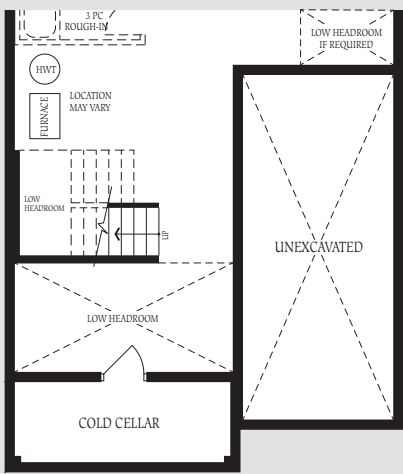 3 PC
ROUGH-IN
LOW HEADROOM
IF REQUIRED
HWT
FURNACE
LOCATION
MAY VARY
LOW
HEADROOM
UP
UNEXCAVATED
LOW HEADROOM
COLD CELLAR